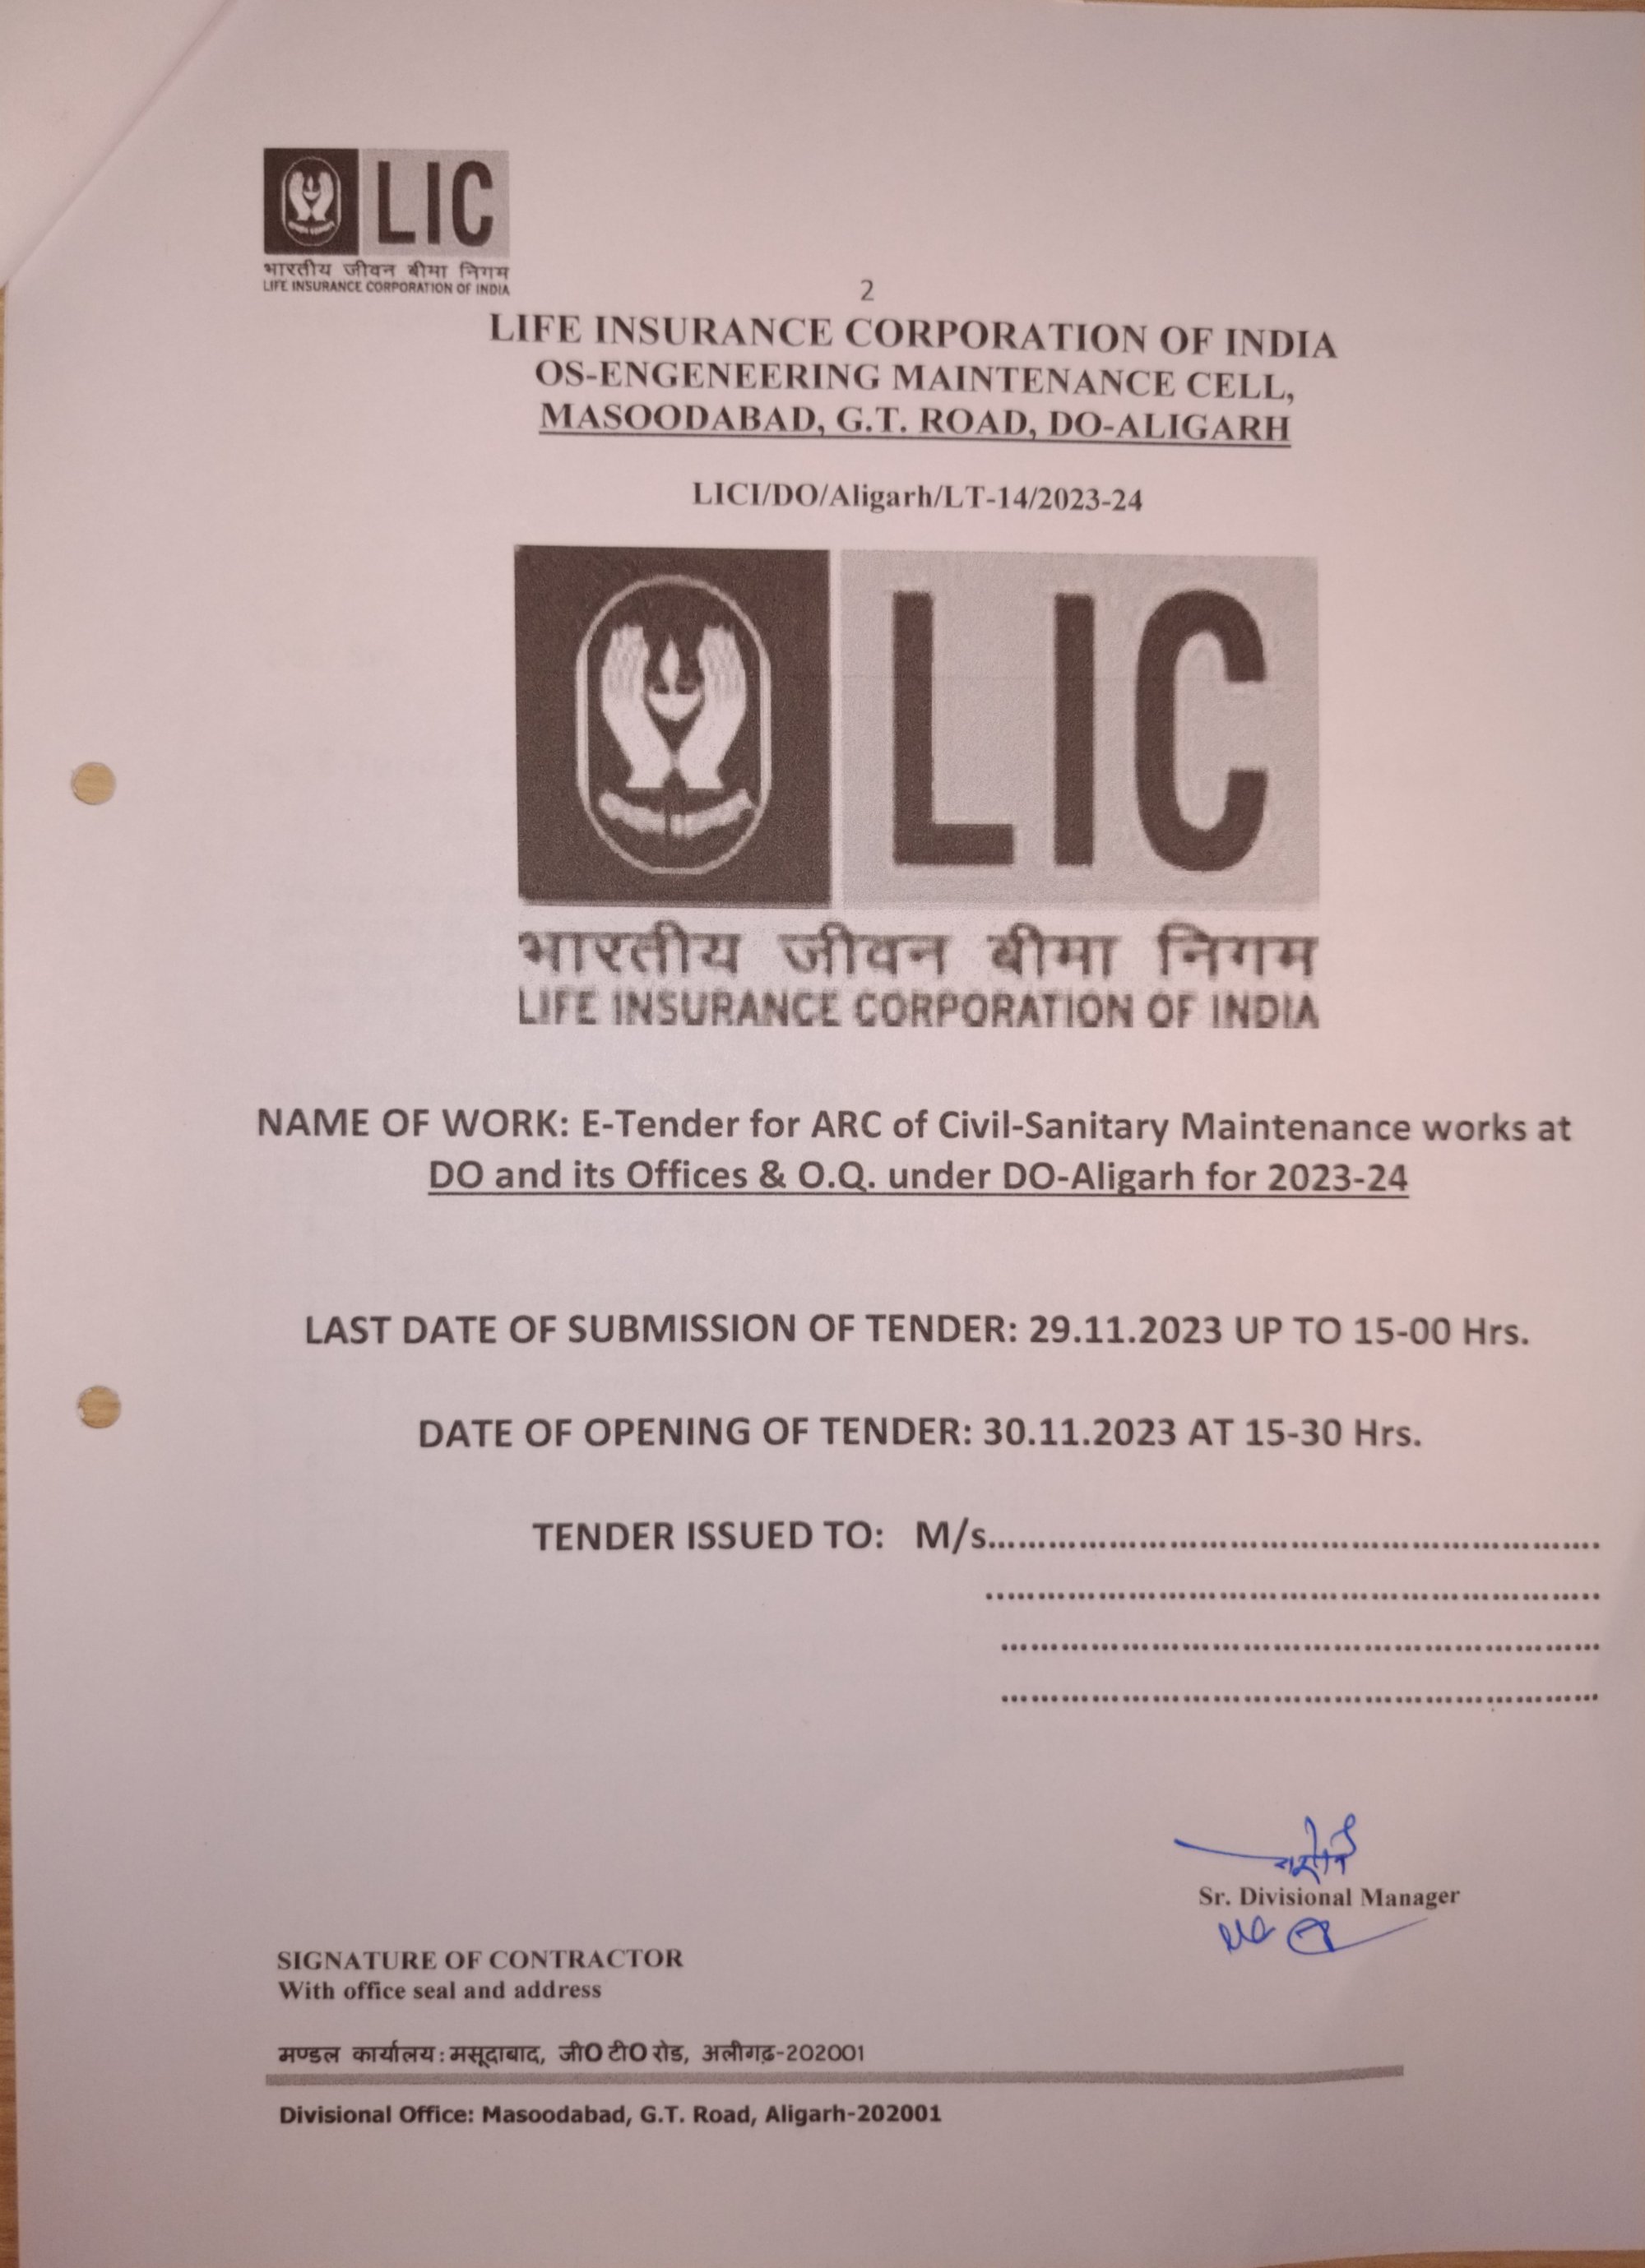 LIC
भारतीय जीवन बीमा निगम
LIFE INSURANCE CORPORATION OF INDIA
2
LIFE INSURANCE CORPORATION OF INDIA
OS-ENGENEERING MAINTENANCE CELL,
MASOODABAD, G.T. ROAD, DO-ALIGARH
LICI/DO/Aligarh/LT-14/2023-24
LIC
भारतीय जीवन बीमा निगम
LIFE INSURANCE CORPORATION OF INDIA
NAME OF WORK: E-Tender for ARC of Civil-Sanitary Maintenance works at
DO and its Offices & O.Q. under DO-Aligarh for 2023-24
LAST DATE OF SUBMISSION OF TENDER: 29.11.2023 UP TO 15-00 Hrs.
DATE OF OPENING OF TENDER: 30.11.2023 AT 15-30 Hrs.
TENDER ISSUED TO: M/s..............................................................
..............................................................
............................................................
............................................................
Sr. Divisional Manager
SIGNATURE OF CONTRACTOR
With office seal and address
मण्डल कार्यालय: मसूदाबाद, जी0 टी0 रोड, अलीगढ़-202001
Divisional Office: Masoodabad, G.T. Road, Aligarh-202001